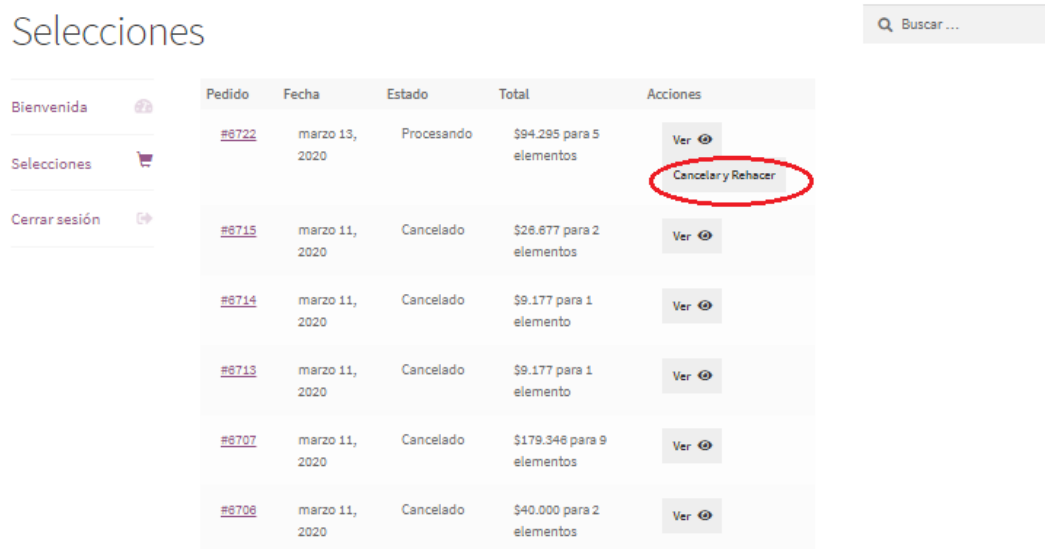 Selecciones
Buscar ...
Bienvenida
Selecciones
Cerrar sesión
Pedido Fecha Estado Total Acciones
#6722 marzo 13, Procesando $94.295 para 5 Ver
2020 elementos
Cancelar y Rehacer
#6715 marzo 11, Cancelado $26.677 para 2 Ver
2020 elementos
#6714 marzo 11, Cancelado $9.177 para 1 Ver
2020 elemento
#6713 marzo 11, Cancelado $9.177 para 1 Ver
2020 elemento
#6707 marzo 11, Cancelado $179.346 para 9 Ver
2020 elementos
#6706 marzo 11, Cancelado $40.000 para 2 Ver
2020 elementos